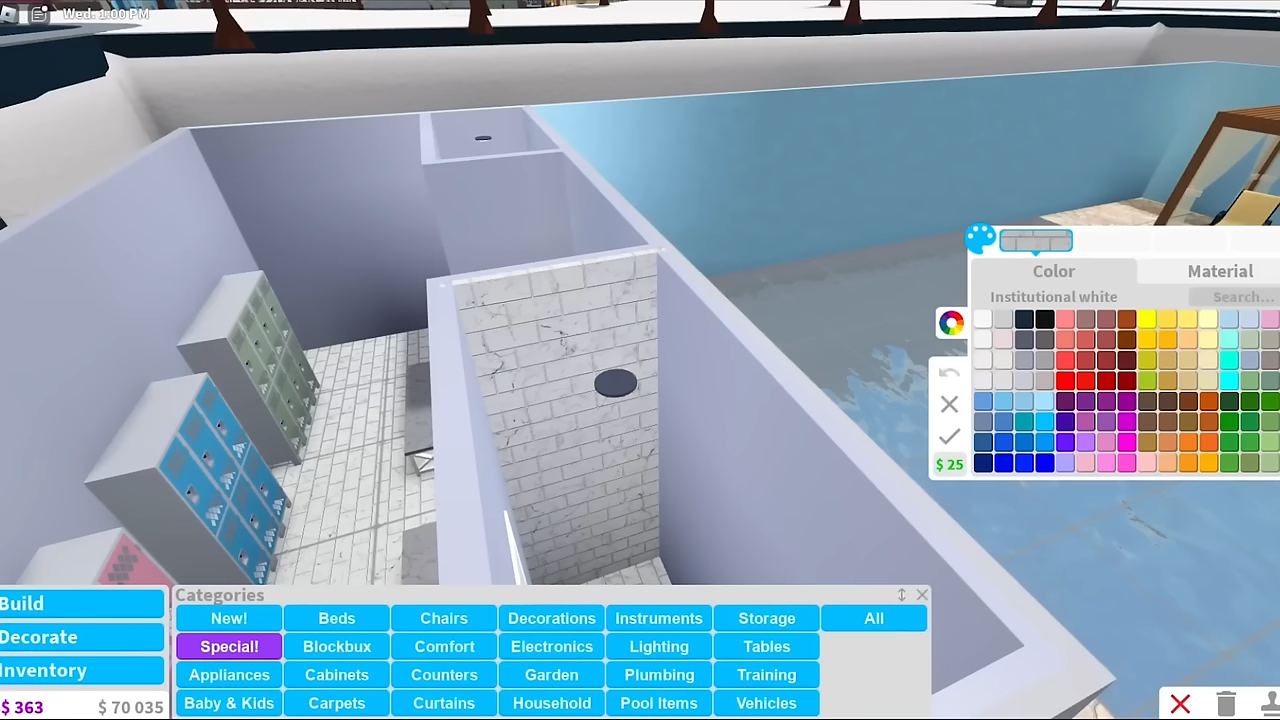 Wed. 1:00 PM
Color
Material
Institutional white
Search...
$ 25
Build
Decorate
Inventory
$ 363
$ 70 035
Categories
New!
Beds
Chairs
Decorations
Instruments
Storage
All
Special!
Blockbux
Comfort
Electronics
Lighting
Tables
Appliances
Cabinets
Counters
Garden
Plumbing
Training
Baby & Kids
Carpets
Curtains
Household
Pool Items
Vehicles